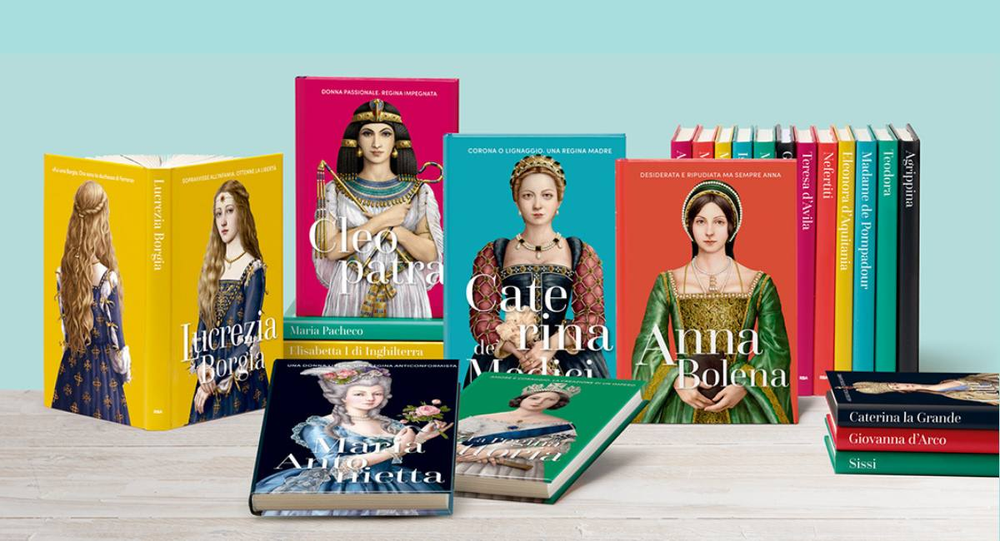 «Fui una Borgia. Ora sono la duchessa di Ferrara»
Lucrezia Borgia
RBA
SOPRAVVISSE ALL'INFAMIA. OTTENNE LA LIBERTÀ
Lucrezia
Borgia
DONNA PASSIONALE. REGINA IMPEGNATA
Cleo
patra
Maria Pacheco
Elisabetta I di Inghilterra
CORONA O LIGNAGGIO. UNA REGINA MADRE
Cate
rina
de'
Medici
DESIDERATA E RIPUDIATA MA SEMPRE ANNA
Anna
Bolena
Teresa d'Avila
RBA
Nefertiti
RBA
Eleonora d'Aquitania
Madame de Pompadour
Teodora
Agrippina
UNA DONNA LIBERA. UNA REGINA ANTICONFORMISTA
Maria
Anto
nietta
AMORE E CORAGGIO. LA CREAZIONE DI UN IMPERO
La Regina
Vittoria
Caterina la Grande
Giovanna d'Arco
Sissi